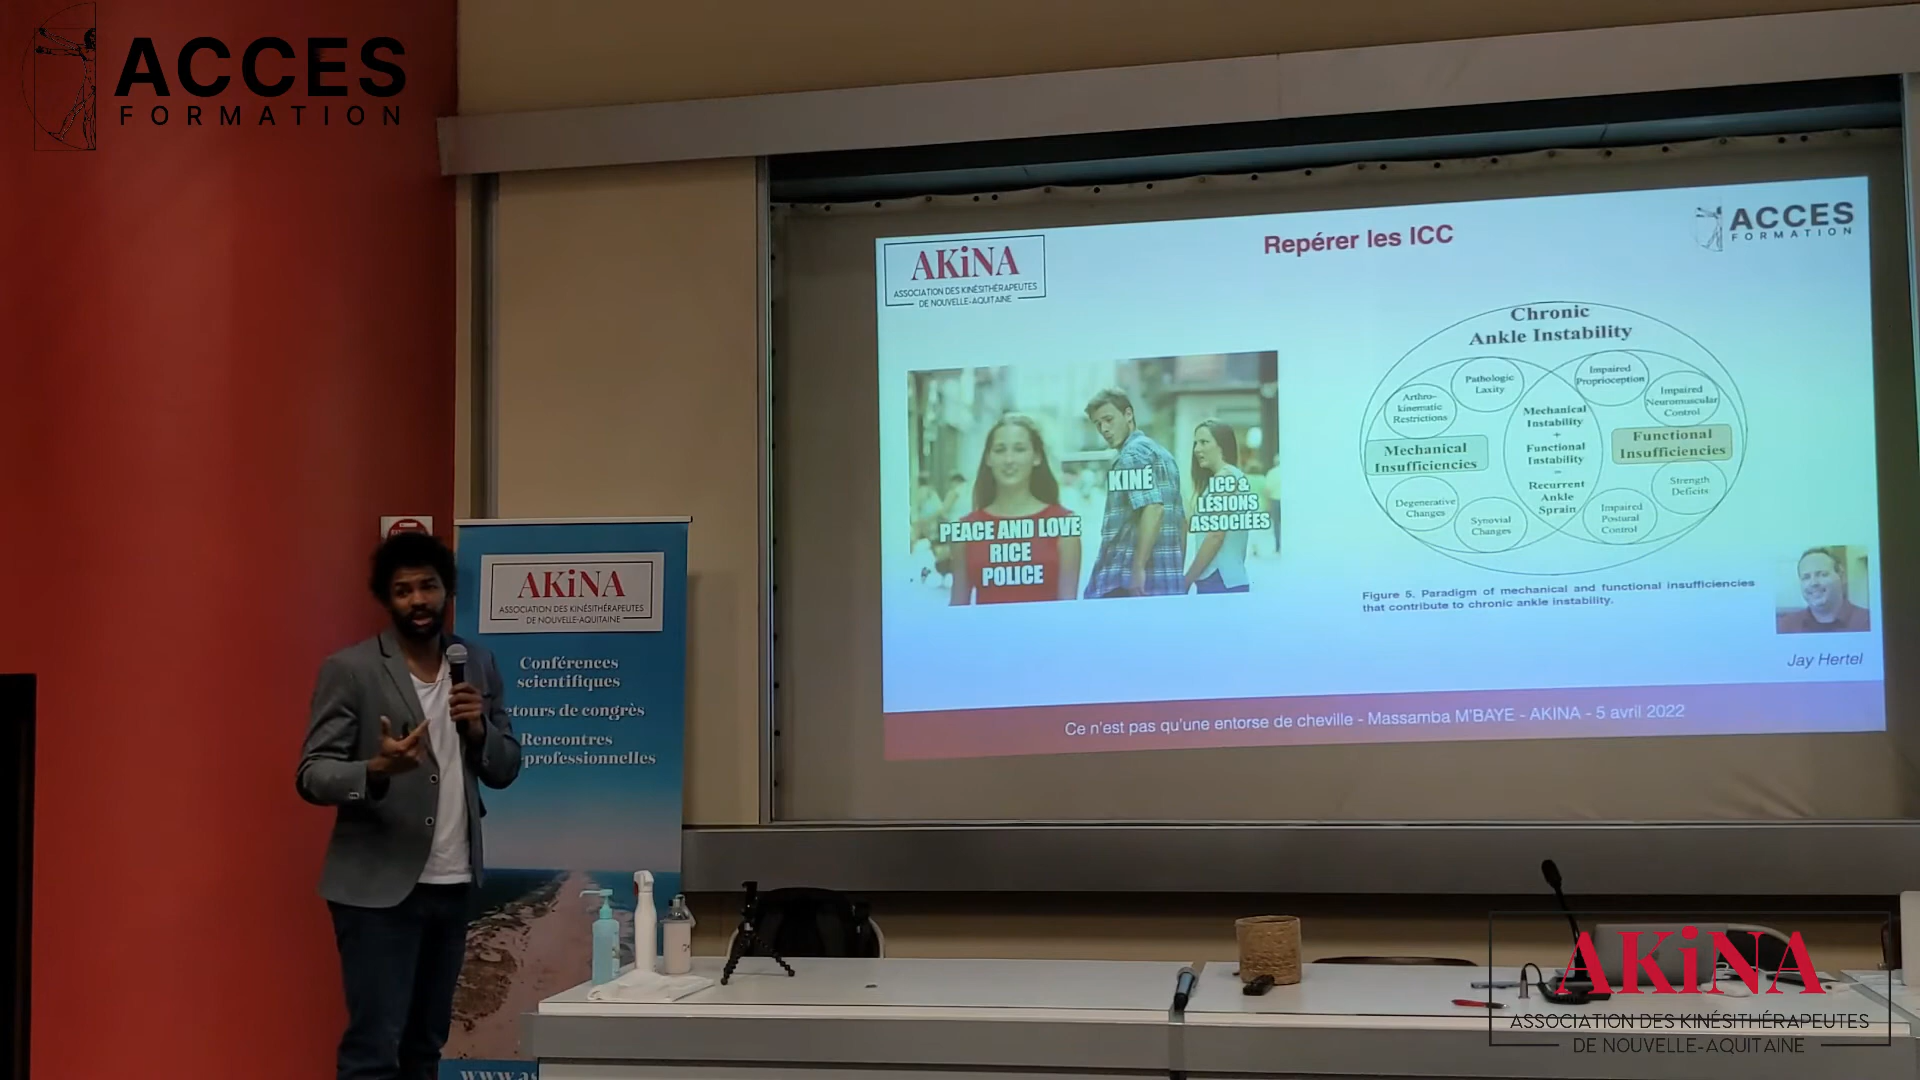 ACCES
FORMATION
AKiNA
ASSOCIATION DES KINÉSITHÉRAPEUTES
DE NOUVELLE-AQUITAINE
Repérer les ICC
ACCES
FORMATION
PEACE AND LOVE
RICE
POLICE
KINÉ
ICC &
LÉSIONS
ASSOCIÉES
Chronic
Ankle Instability
Arthro-
kinematic
Restrictions
Pathologic
Laxity
Impaired
Proprioception
Impaired
Neuromuscular
Control
Mechanical
Insufficiencies
Mechanical
Instability
+
Functional
Instability
=
Recurrent
Ankle
Sprain
Functional
Insufficiencies
Degenerative
Changes
Synovial
Changes
Impaired
Postural
Control
Strength
Deficits
Figure 5. Paradigm of mechanical and functional insufficiencies
that contribute to chronic ankle instability.
Jay Hertel
Ce n'est pas qu'une entorse de cheville - Massamba M'BAYE - AKINA - 5 avril 2022
AKiNA
ASSOCIATION DES KINÉSITHÉRAPEUTES
DE NOUVELLE-AQUITAINE
Conférences
scientifiques
etours de congrès
Rencontres
-professionnelles
www.as
AKiNA
ASSOCIATION DES KINÉSITHÉRAPEUTES
DE NOUVELLE-AQUITAINE